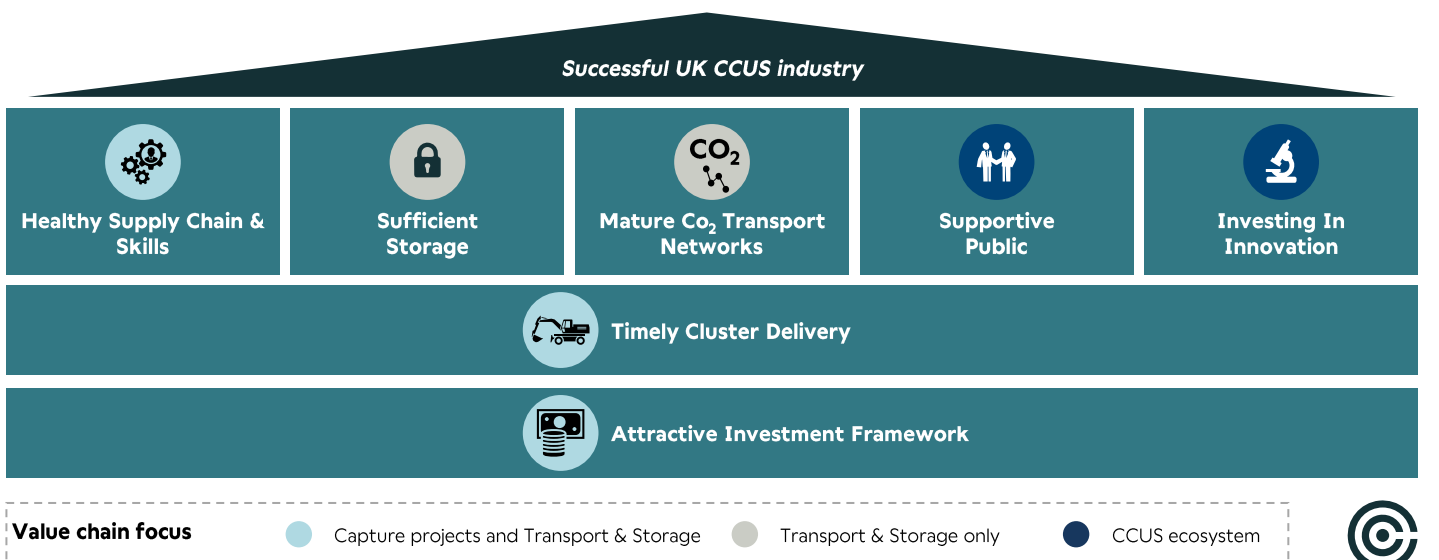 Successful UK CCUS industry
Healthy Supply Chain &
Skills
Sufficient
Storage
CO₂
Mature Co₂ Transport
Networks
Supportive
Public
Investing In
Innovation
Timely Cluster Delivery
Attractive Investment Framework
Value chain focus
Capture projects and Transport & Storage
Transport & Storage only
CCUS ecosystem